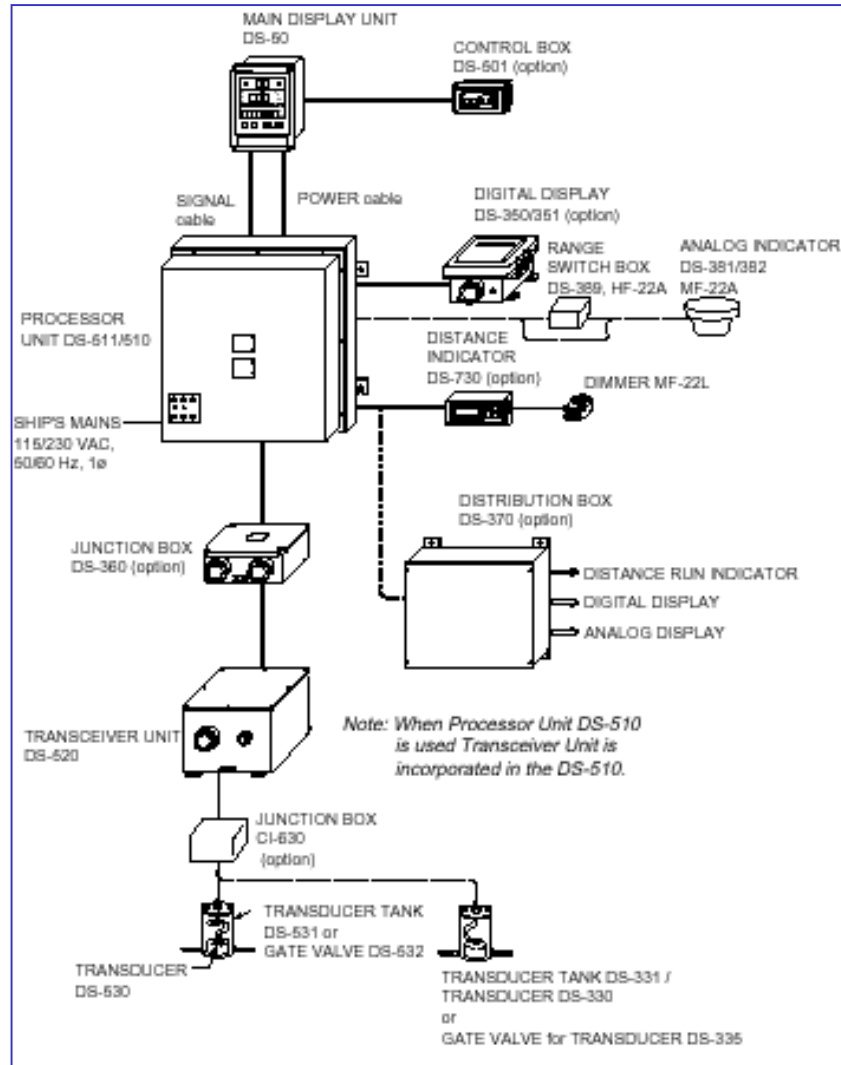 MAIN DISPLAY UNIT
DS-50
CONTROL BOX
DS-501 (option)
SIGNAL
cable
POWER cable
DIGITAL DISPLAY
DS-350/351 (option)
RANGE
SWITCH BOX
DS-389, HF-22A
ANALOG INDICATOR
DS-381/382
MF-22A
PROCESSOR
UNIT DS-511/510
DISTANCE
INDICATOR
DS-730 (option)
DIMMER MF-22L
SHIP'S MAINS
115/230 VAC,
50/60 Hz, 1ø
DISTRIBUTION BOX
DS-370 (option)
JUNCTION BOX
DS-360 (option)
DISTANCE RUN INDICATOR
DIGITAL DISPLAY
ANALOG DISPLAY
TRANSCEIVER UNIT
DS-520
Note: When Processor Unit DS-510
is used Transceiver Unit is
incorporated in the DS-510.
JUNCTION BOX
CI-630
(option)
TRANSDUCER TANK
DS-531 or
GATE VALVE DS-532
TRANSDUCER
DS-530
TRANSDUCER TANK DS-331 /
TRANSDUCER DS-330
or
GATE VALVE for TRANSDUCER DS-335